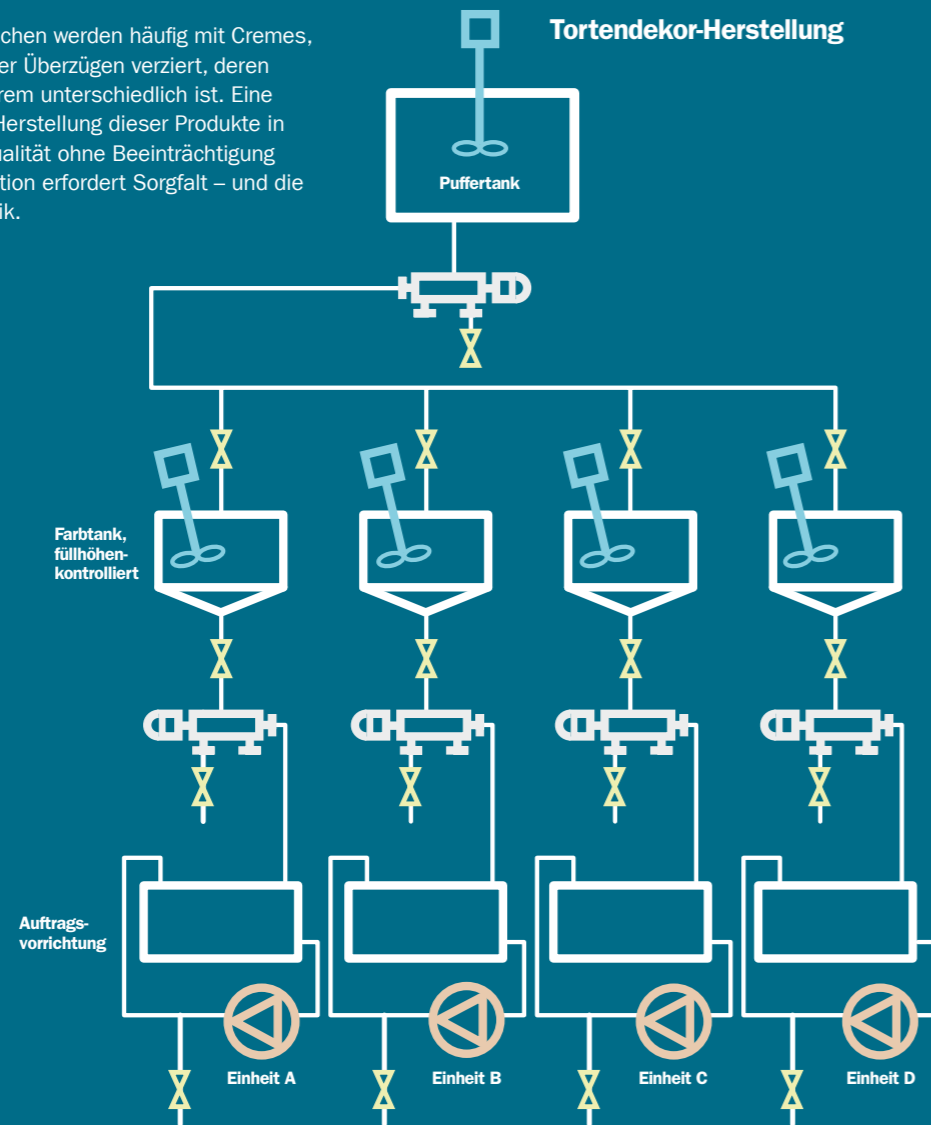 chen werden häufig mit Cremes,
er Überzügen verziert, deren
rem unterschiedlich ist. Eine
Herstellung dieser Produkte in
ualität ohne Beeinträchtigung
tion erfordert Sorgfalt – und die
ik.
Tortendekor-Herstellung
Puffertank
Farbtank,
füllhöhen-
kontrolliert
Auftrags-
vorrichtung
Einheit A
Einheit B
Einheit C
Einheit D